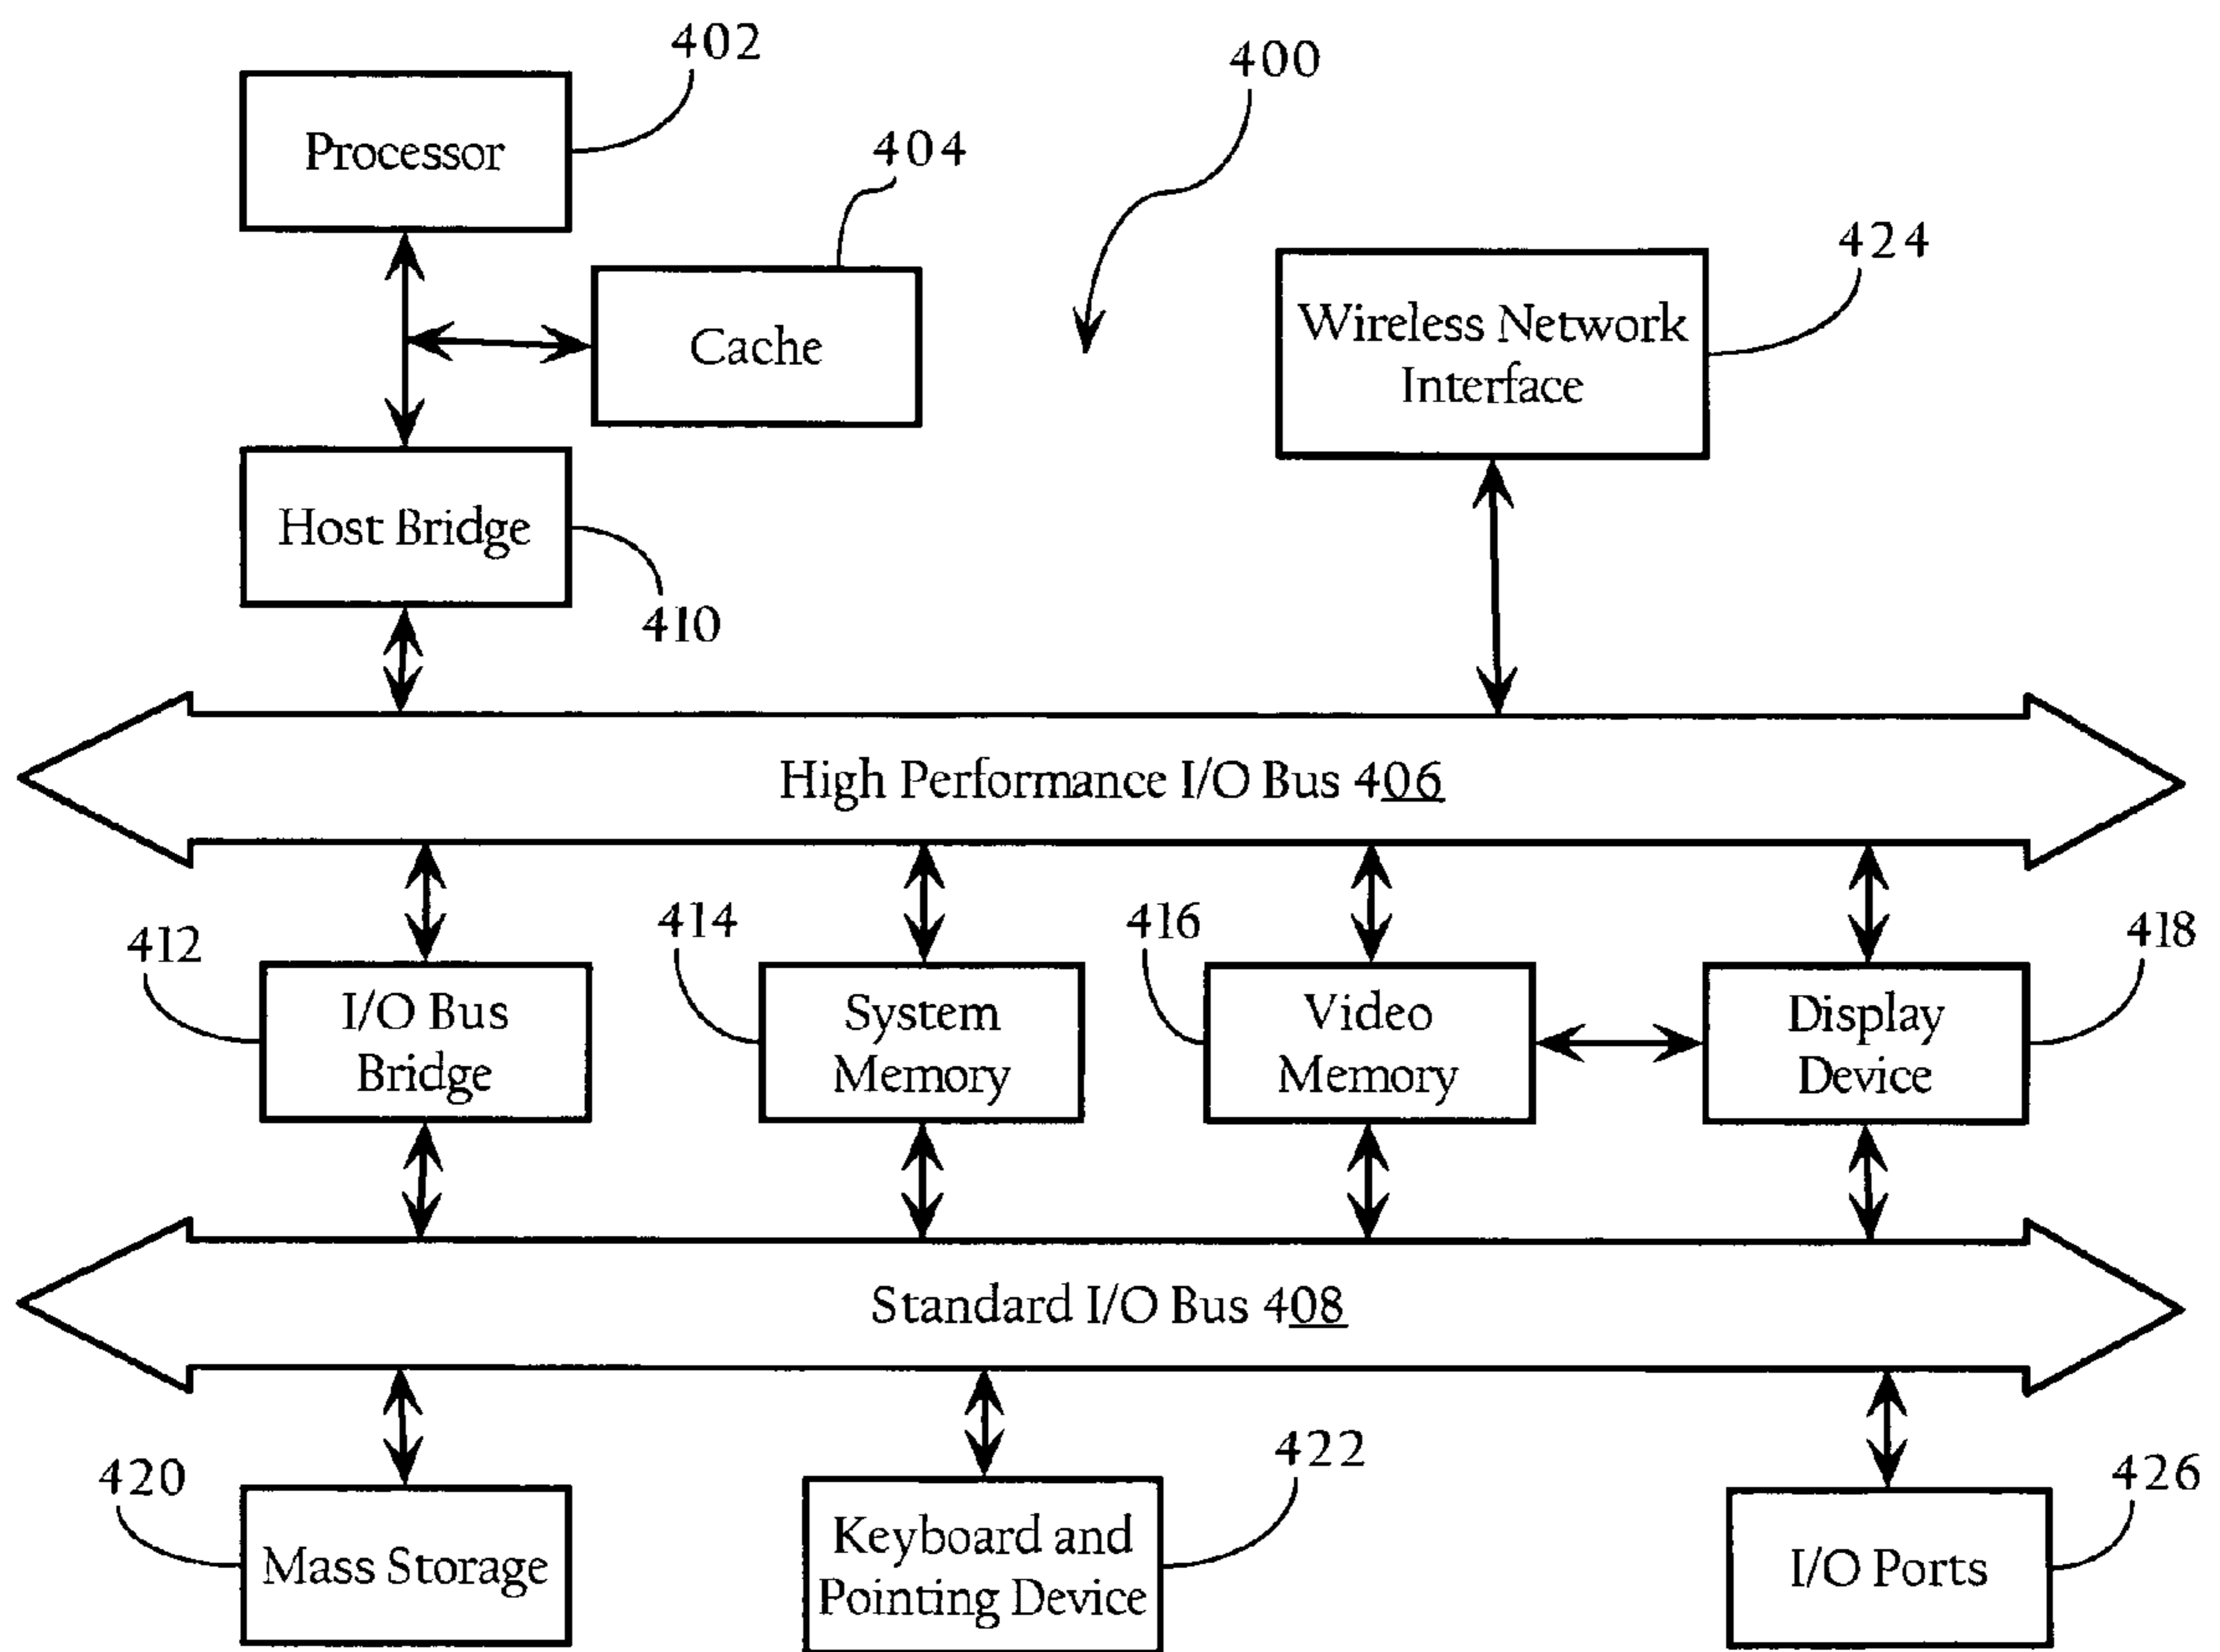 402
400
Processor
404
424
Wireless Network
Interface
Cache
Host Bridge
410
High Performance I/O Bus 406
412
414
416
418
I/O Bus
Bridge
System
Memory
Video
Memory
Display
Device
Standard I/O Bus 408
420
422
426
Mass Storage
Keyboard and
Pointing Device
I/O Ports